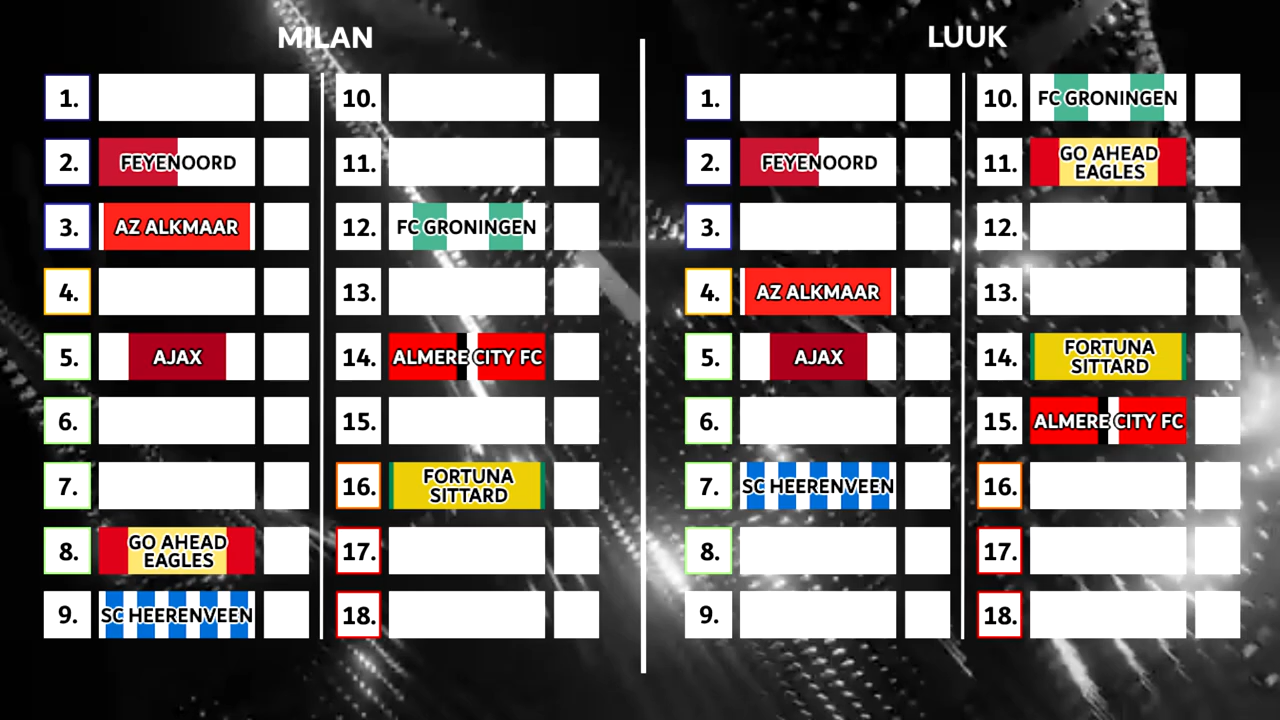 MILAN
1.
2. FEYENOORD
3. AZ ALKMAAR
4.
5. AJAX
6.
7.
8. GO AHEAD
EAGLES
9. SC HEERENVEEN
10.
11.
12. FC GRONINGEN
13.
14. ALMERE CITY FC
15.
16. FORTUNA
SITTARD
17.
18.
LUUK
1.
2. FEYENOORD
3.
4. AZ ALKMAAR
5. AJAX
6.
7. SC HEERENVEEN
8.
9.
10. FC GRONINGEN
11. GO AHEAD
EAGLES
12.
13.
14. FORTUNA
SITTARD
15. ALMERE CITY FC
16.
17.
18.